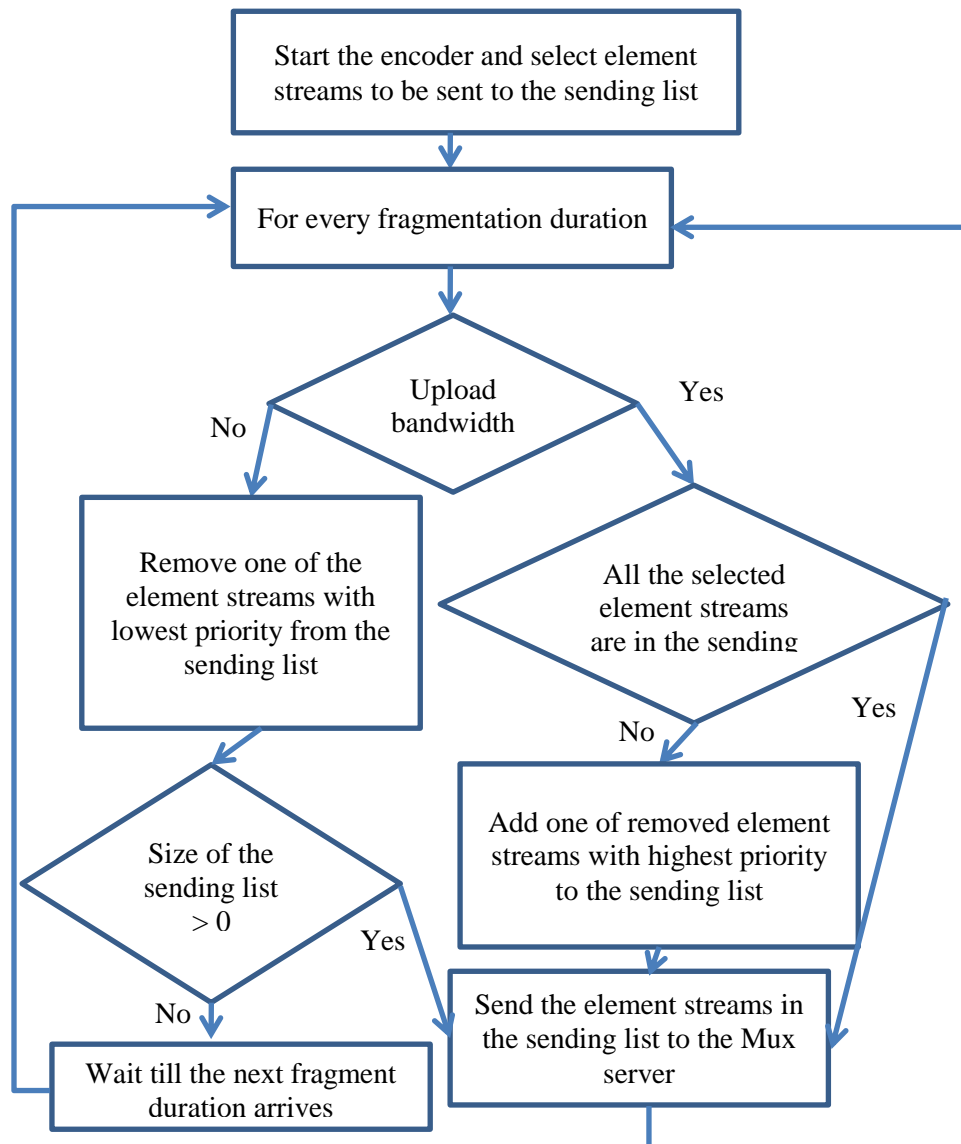 Start the encoder and select element
streams to be sent to the sending list
For every fragmentation duration
Upload
bandwidth
No
Yes
Remove one of the
element streams with
lowest priority from the
sending list
All the selected
element streams
are in the sending
No
Yes
Add one of removed element
streams with highest priority
to the sending list
Size of the
sending list
> 0
Yes
No
Send the element streams in
the sending list to the Mux
server
Wait till the next fragment
duration arrives